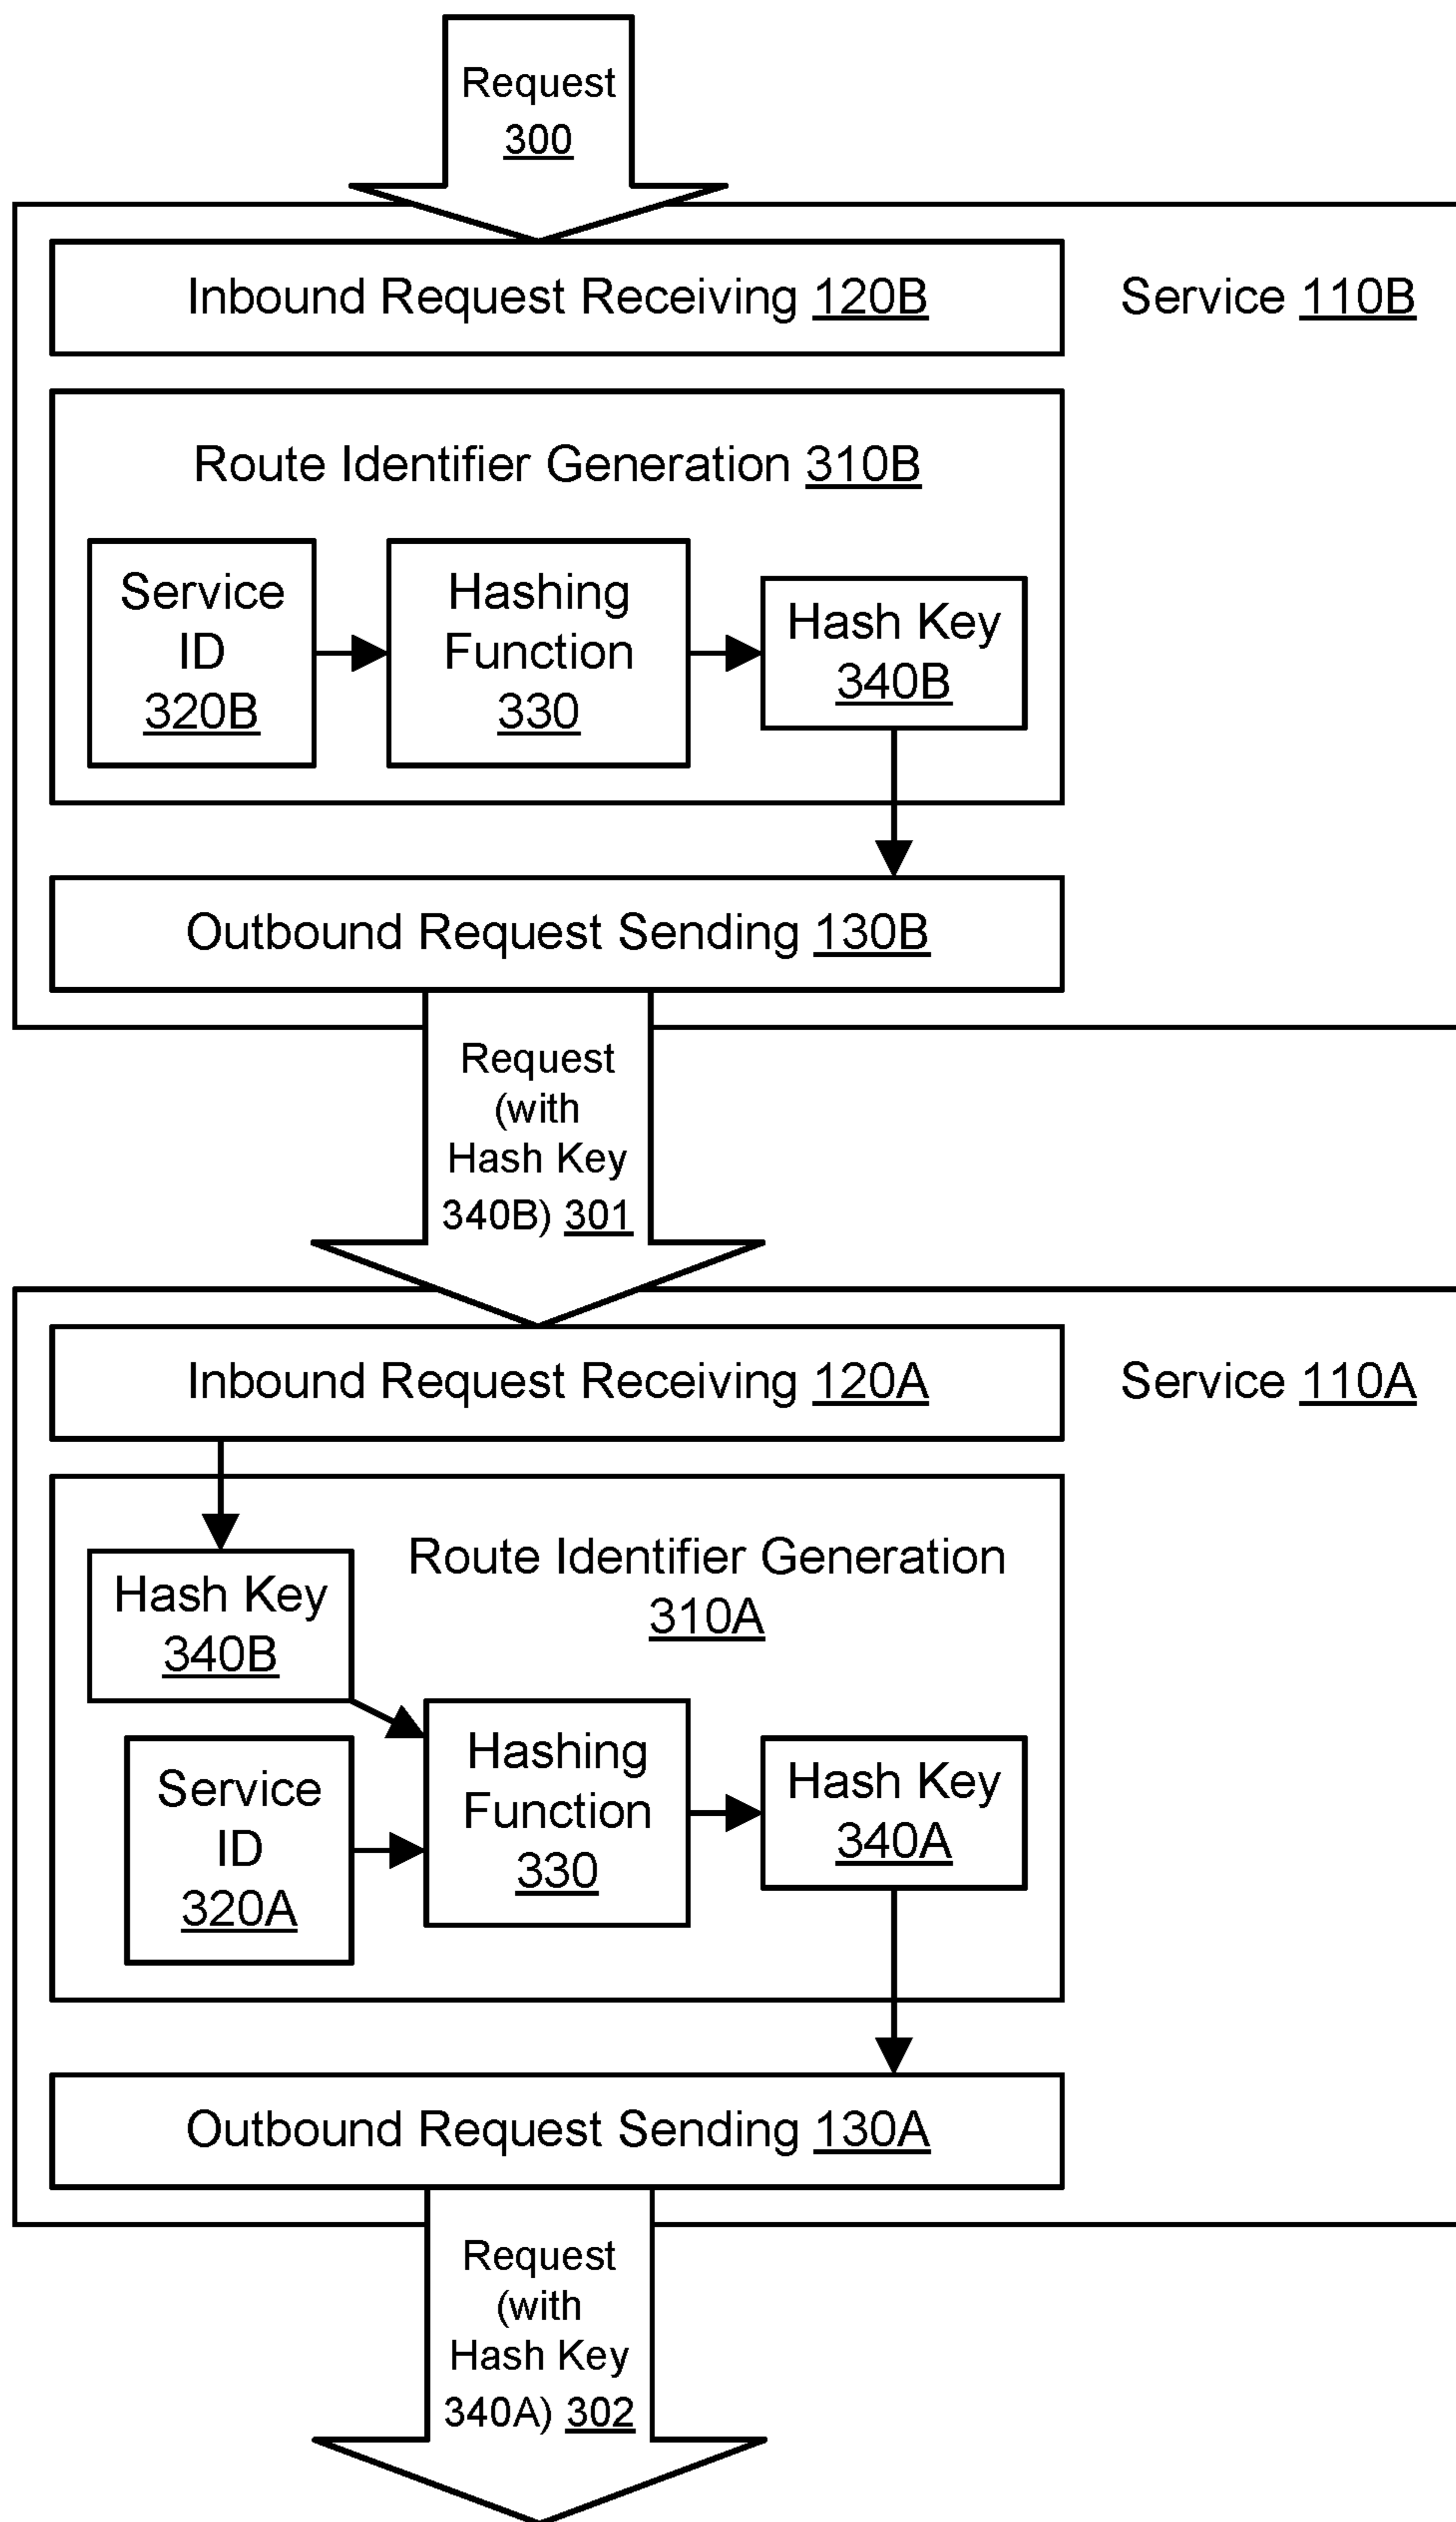 Request
300
Inbound Request Receiving 120B
Service 110B
Route Identifier Generation 310B
Service
ID
320B
Hashing
Function
330
Hash Key
340B
Outbound Request Sending 130B
Request
(with
Hash Key
340B) 301
Inbound Request Receiving 120A
Service 110A
Hash Key
340B
Route Identifier Generation
310A
Service
ID
320A
Hashing
Function
330
Hash Key
340A
Outbound Request Sending 130A
Request
(with
Hash Key
340A) 302